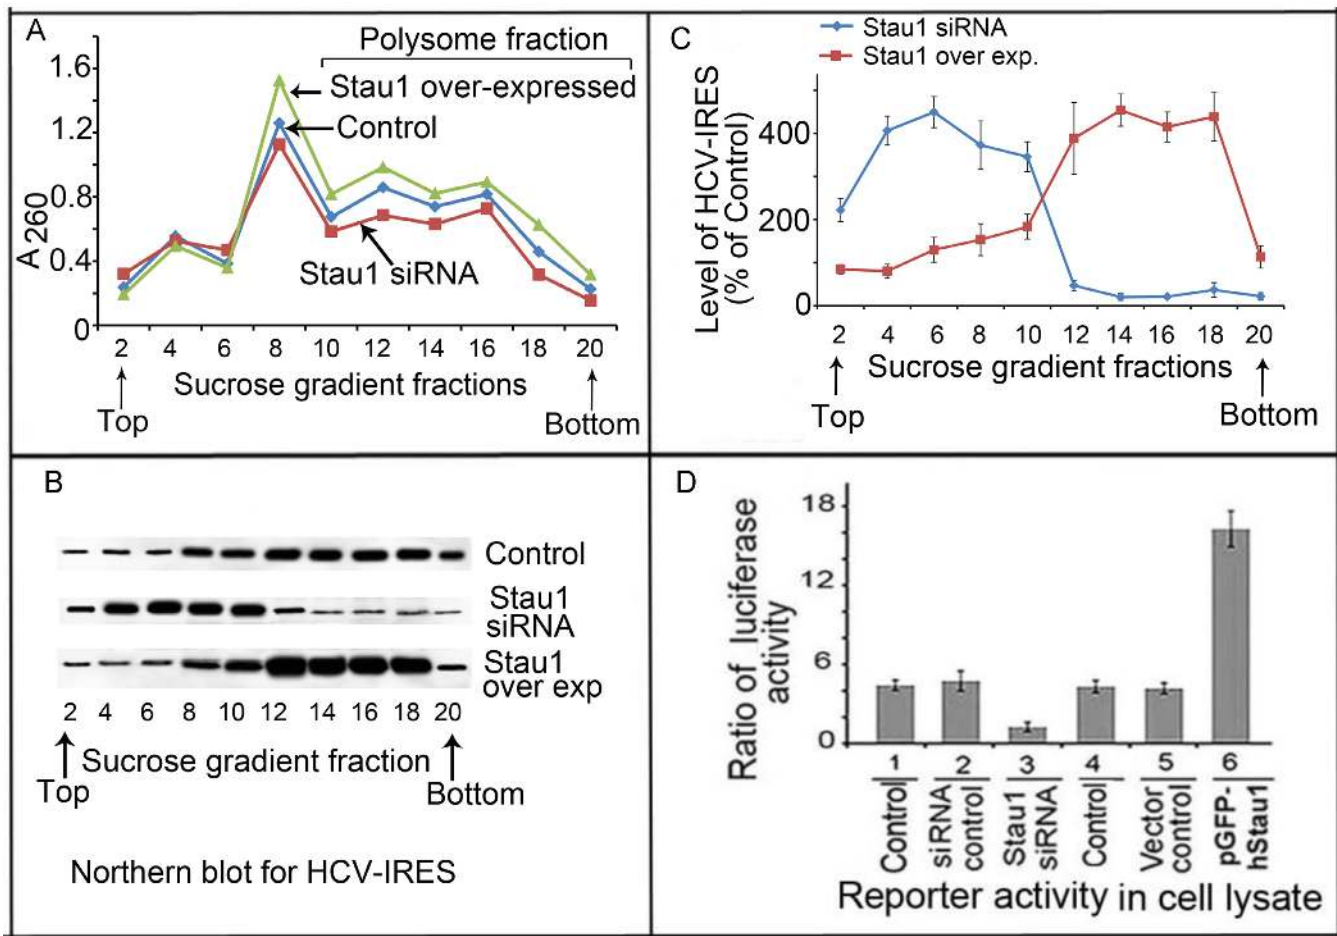 A
Polysome fraction
1.6
Stau1 over-expressed
1.2
Control
0.8
A 260
0.4
Stau1 siRNA
0
2 4 6 8 10 12 14 16 18 20
Sucrose gradient fractions
Top
Bottom
C
Stau1 siRNA
Stau1 over exp.
Level of HCV-IRES
(% of Control)
400
200
0
2 4 6 8 10 12 14 16 18 20
Sucrose gradient fractions
Top
Bottom
B
Control
Stau1
siRNA
Stau1
over exp
2 4 6 8 10 12 14 16 18 20
Sucrose gradient fraction
Top
Bottom
Northern blot for HCV-IRES
D
Ratio of luciferase
activity
18
12
6
0
1 2 3 4 5 6
Control
siRNA
control
Stau1
siRNA
Control
Vector
control
pGFP-
hStau1
Reporter activity in cell lysate